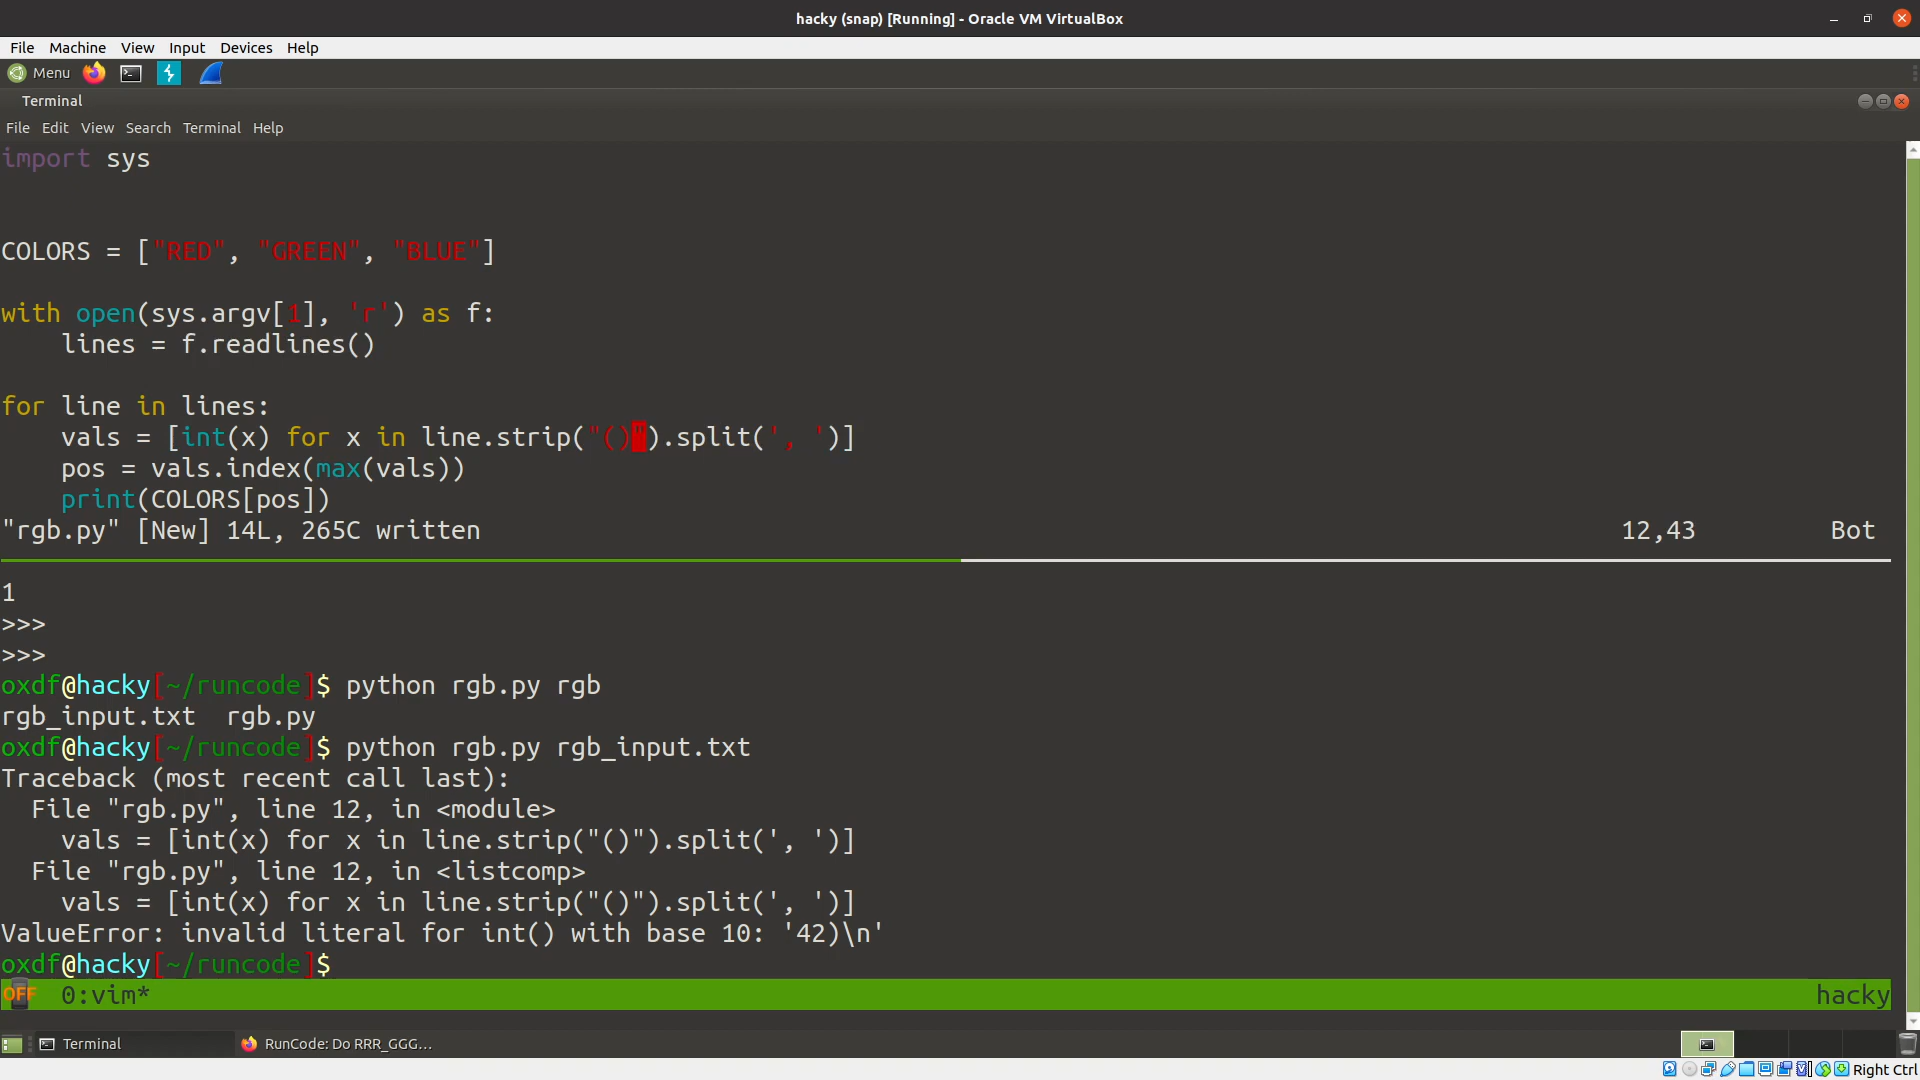 hacky (snap) [Running] - Oracle VM VirtualBox
File Machine View Input Devices Help
Menu
Terminal
File Edit View Search Terminal Help
import sys
COLORS = ["RED", "GREEN", "BLUE"]
with open(sys.argv[1], 'r') as f:
    lines = f.readlines()
for line in lines:
    vals = [int(x) for x in line.strip("()").split(', ')]
    pos = vals.index(max(vals))
    print(COLORS[pos])
"rgb.py" [New] 14L, 265C written 12,43 Bot
1
>>>
>>>
oxdf@hacky[~/runcode]$ python rgb.py rgb
rgb_input.txt  rgb.py
oxdf@hacky[~/runcode]$ python rgb.py rgb_input.txt
Traceback (most recent call last):
  File "rgb.py", line 12, in <module>
    vals = [int(x) for x in line.strip("()").split(', ')]
  File "rgb.py", line 12, in <listcomp>
    vals = [int(x) for x in line.strip("()").split(', ')]
ValueError: invalid literal for int() with base 10: '42)\n'
oxdf@hacky[~/runcode]$
OFF 0:vim* hacky
Terminal RunCode: Do RRR_GGG...
Right Ctrl